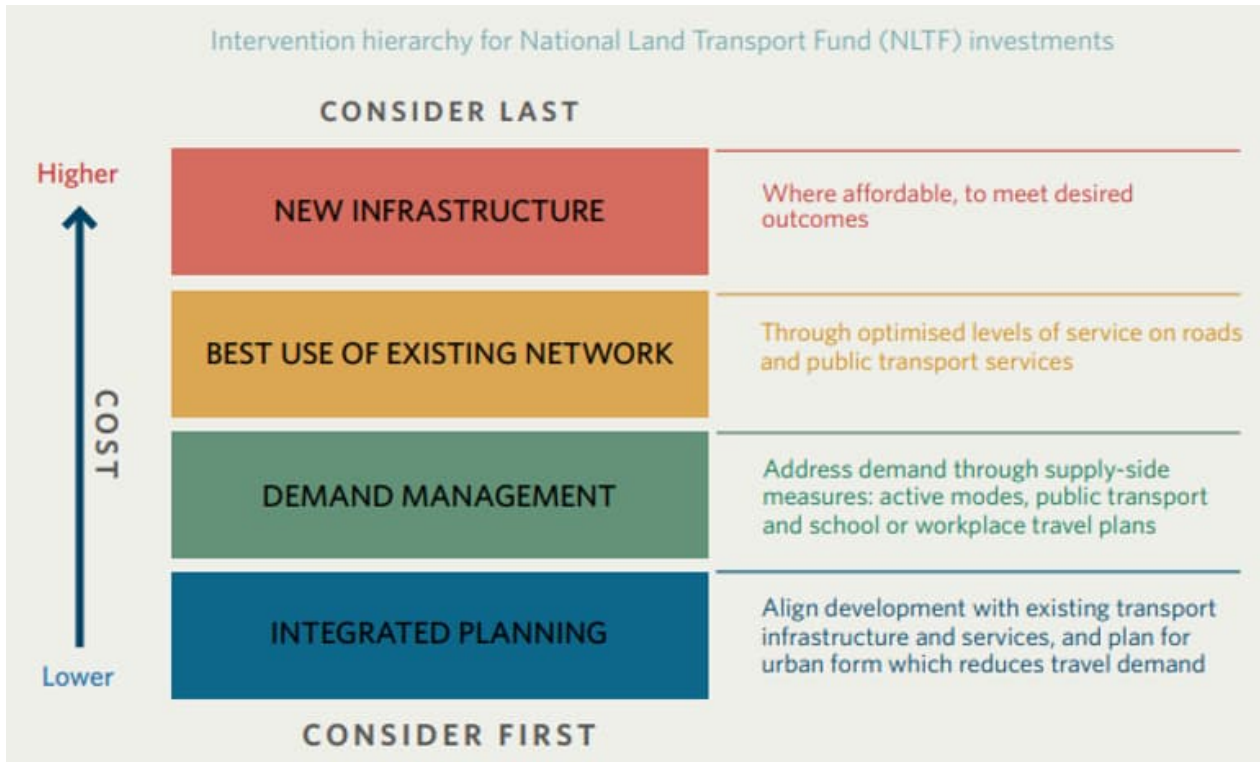 Intervention hierarchy for National Land Transport Fund (NLTF) investments
CONSIDER LAST
Higher
COST
Lower
NEW INFRASTRUCTURE
Where affordable, to meet desired
outcomes
BEST USE OF EXISTING NETWORK
Through optimised levels of service on roads
and public transport services
DEMAND MANAGEMENT
Address demand through supply-side
measures: active modes, public transport
and school or workplace travel plans
INTEGRATED PLANNING
Align development with existing transport
infrastructure and services, and plan for
urban form which reduces travel demand
CONSIDER FIRST